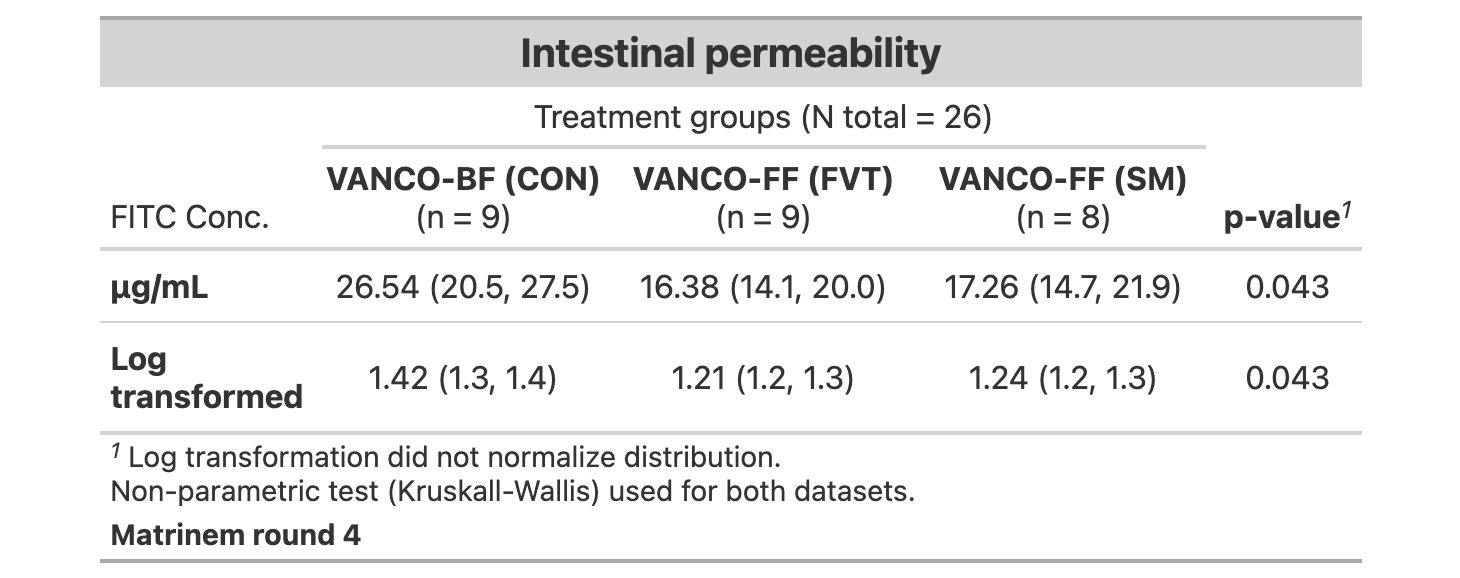 Intestinal permeability
Treatment groups (N total = 26)
VANCO-BF (CON) VANCO-FF (FVT) VANCO-FF (SM)
FITC Conc. (n = 9) (n = 9) (n = 8) p-value¹
µg/mL 26.54 (20.5, 27.5) 16.38 (14.1, 20.0) 17.26 (14.7, 21.9) 0.043
Log
transformed 1.42 (1.3, 1.4) 1.21 (1.2, 1.3) 1.24 (1.2, 1.3) 0.043
¹ Log transformation did not normalize distribution.
Non-parametric test (Kruskall-Wallis) used for both datasets.
Matrinem round 4